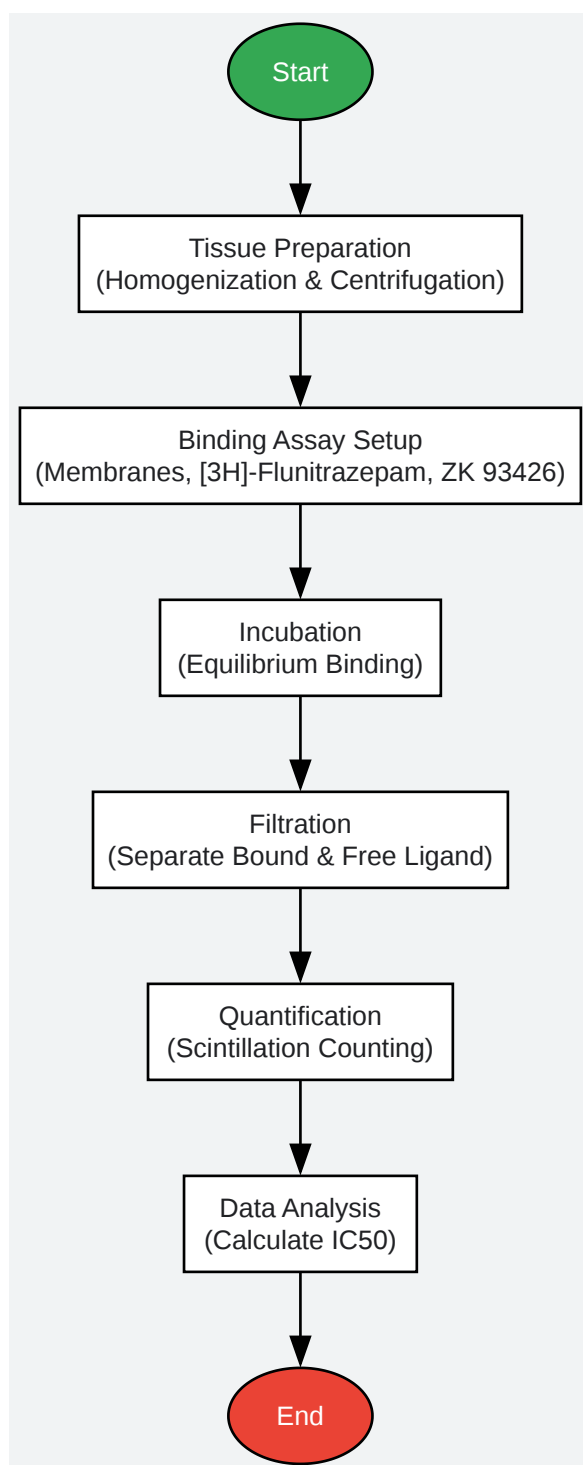 Start
Tissue Preparation
(Homogenization & Centrifugation)
Binding Assay Setup
(Membranes, [3H]-Flunitrazepam, ZK 93426)
Incubation
(Equilibrium Binding)
Filtration
(Separate Bound & Free Ligand)
Quantification
(Scintillation Counting)
Data Analysis
(Calculate IC50)
End